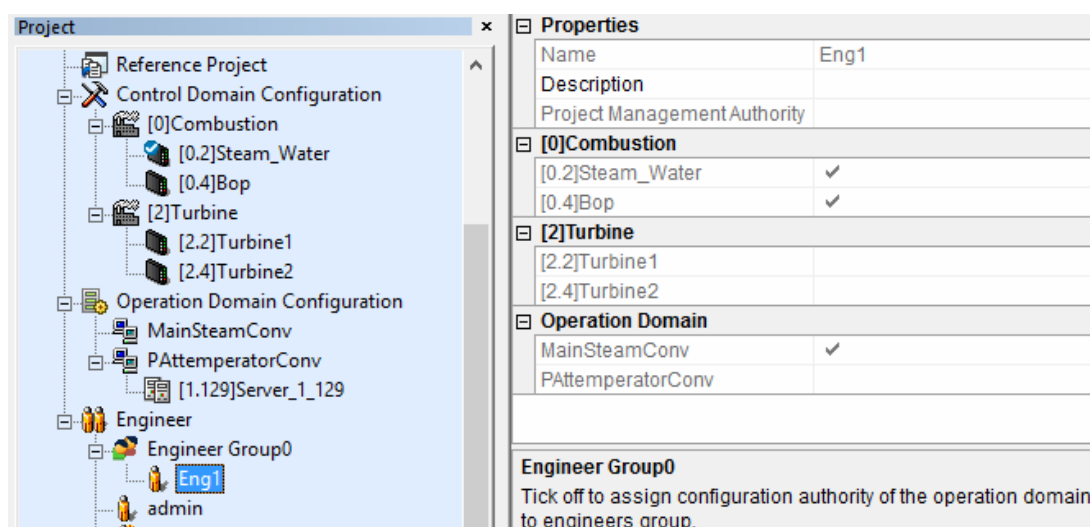 Project
Reference Project
Control Domain Configuration
[0]Combustion
[0.2]Steam_Water
[0.4]Bop
[2]Turbine
[2.2]Turbine1
[2.4]Turbine2
Operation Domain Configuration
MainSteamConv
PAttemperatorConv
[1.129]Server_1_129
Engineer
Engineer Group0
Eng1
admin
Properties
Name Eng1
Description
Project Management Authority
[0]Combustion
[0.2]Steam_Water
[0.4]Bop
[2]Turbine
[2.2]Turbine1
[2.4]Turbine2
Operation Domain
MainSteamConv
PAttemperatorConv
Engineer Group0
Tick off to assign configuration authority of the operation domain
to engineers group.